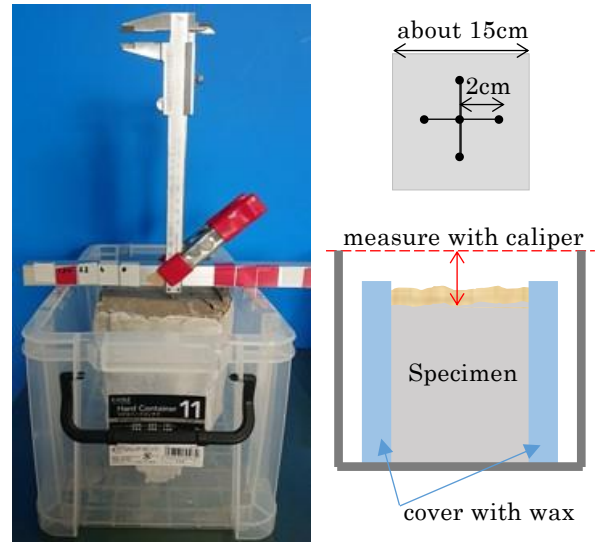 about 15cm
2cm
measure with caliper
Specimen
cover with wax
Hard Container 11